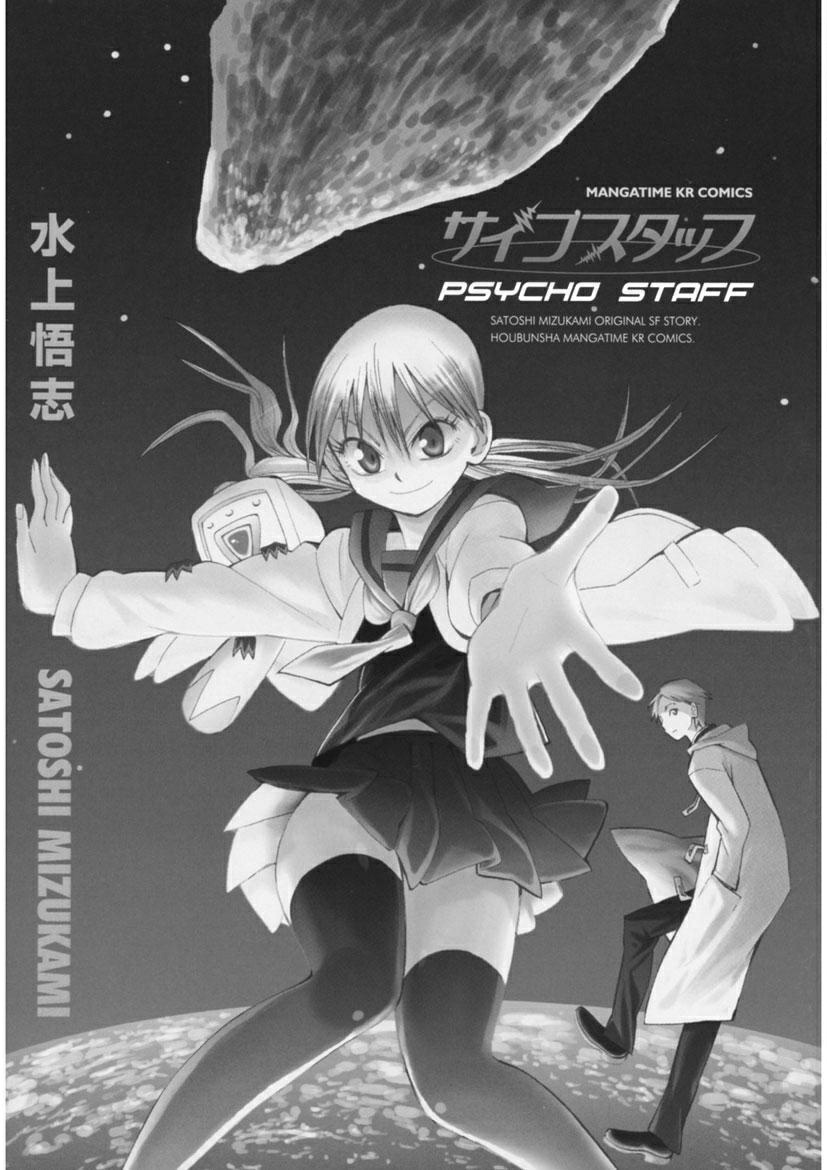 MANGATIME KR COMICS
サイコスタッフ
PSYCHO STAFF
SATOSHI MIZUKAMI ORIGINAL SF STORY.
HOUBUNSHA MANGATIME KR COMICS.
水上悟志
SATOSHI MIZUKAMI